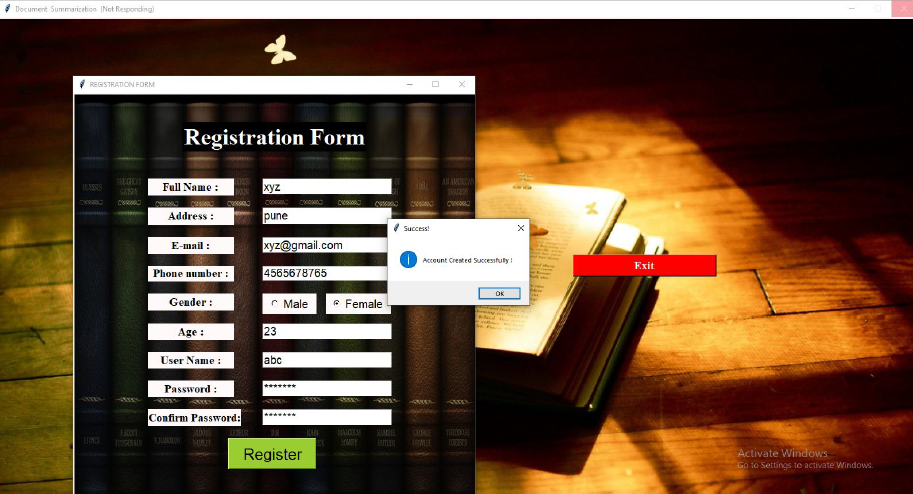 Document Summarization (Not Responding)
REGISTRATION FORM
Registration Form
Full Name : xyz
Address : pune
Success!
E-mail : xyz@gmail.com
Account Created Successfully !
Exit
Phone number : 4565678765
OK
Gender : Male Female
Age : 23
User Name : abc
Password : *******
Confirm Password: *******
Register
Activate Windows
Go to Settings to activate Windows.